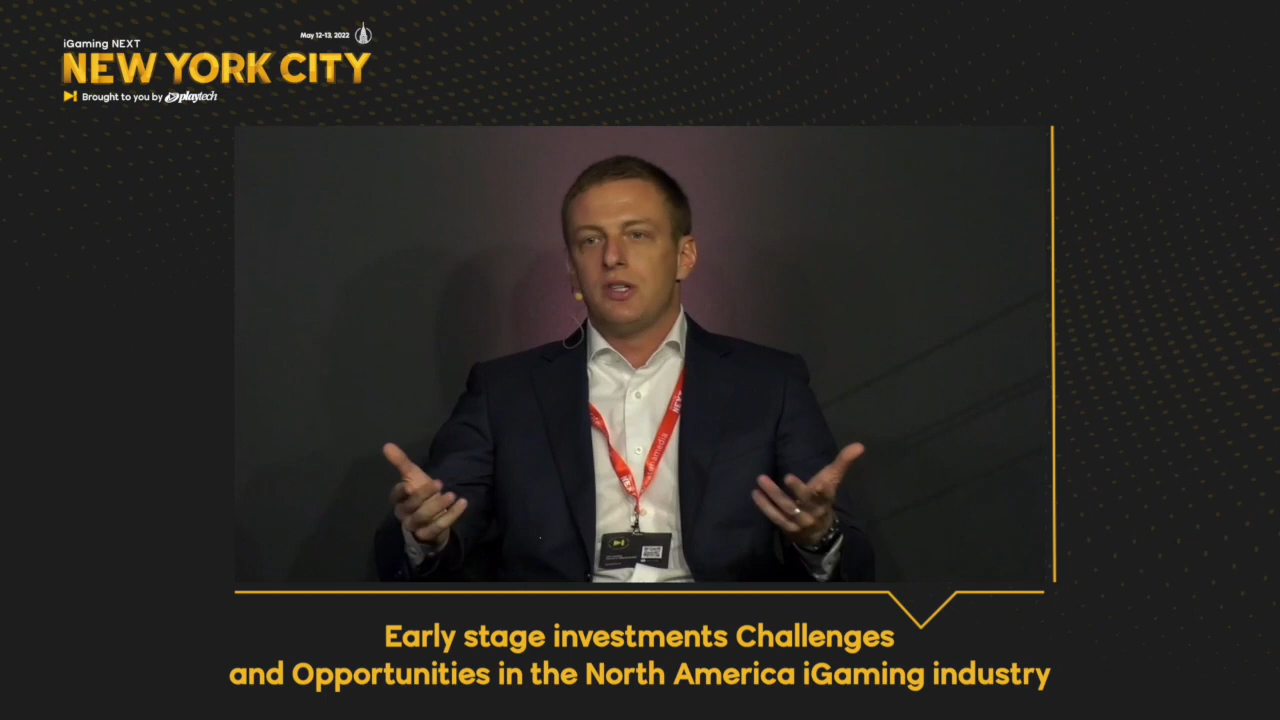 May 12-13, 2022
iGaming NEXT
NEW YORK CITY
Brought to you by playtech
NEXT
Early stage investments Challenges
and Opportunities in the North America iGaming industry